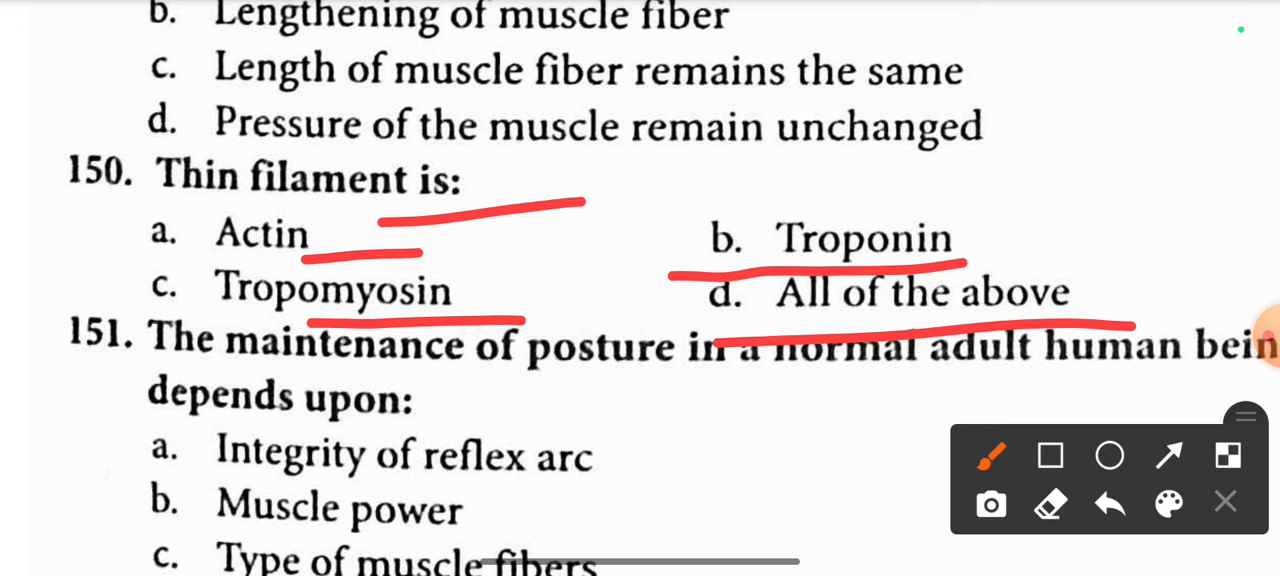 b. Lengthening of muscle fiber
c. Length of muscle fiber remains the same
d. Pressure of the muscle remain unchanged
150. Thin filament is:
a. Actin b. Troponin
c. Tropomyosin d. All of the above
151. The maintenance of posture in a normal adult human bein
depends upon:
a. Integrity of reflex arc
b. Muscle power
c. Type of muscle fibers